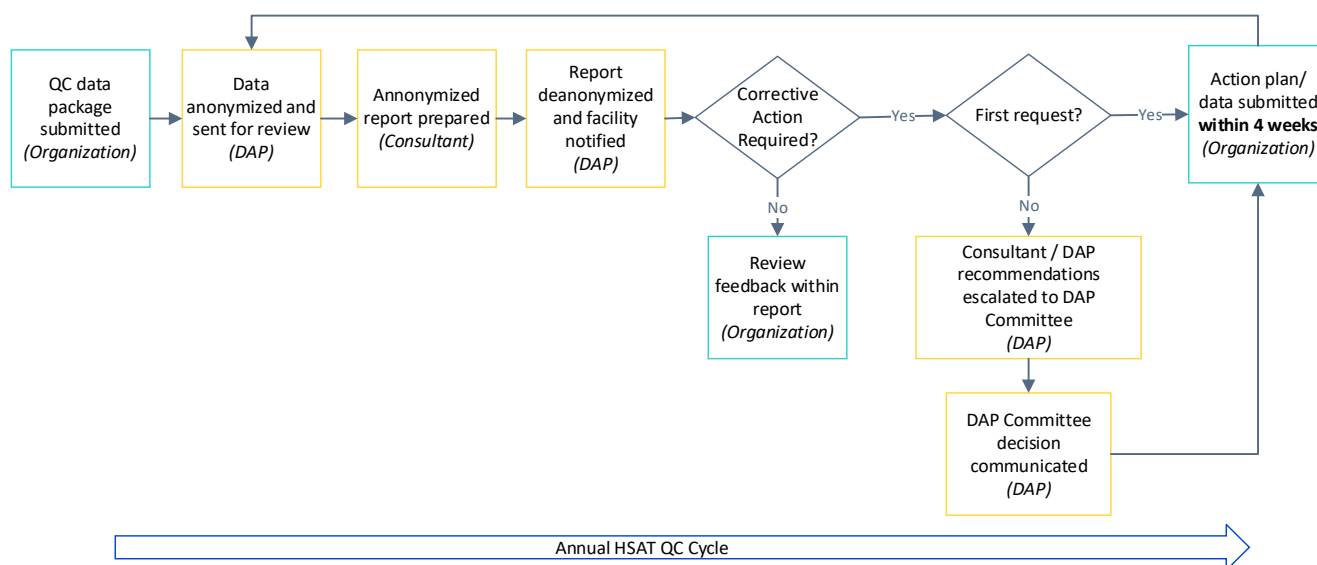 QC data
package
submitted
(Organization)
Data
anonymized and
sent for review
(DAP)
Annonymized
report prepared
(Consultant)
Report
deanonymized
and facility
notified
(DAP)
Corrective
Action
Required?
Yes
First request?
Yes
Action plan/
data submitted
within 4 weeks
(Organization)
No
Review
feedback within
report
(Organization)
No
Consultant / DAP
recommendations
escalated to DAP
Committee
(DAP)
DAP Committee
decision
communicated
(DAP)
Annual HSAT QC Cycle